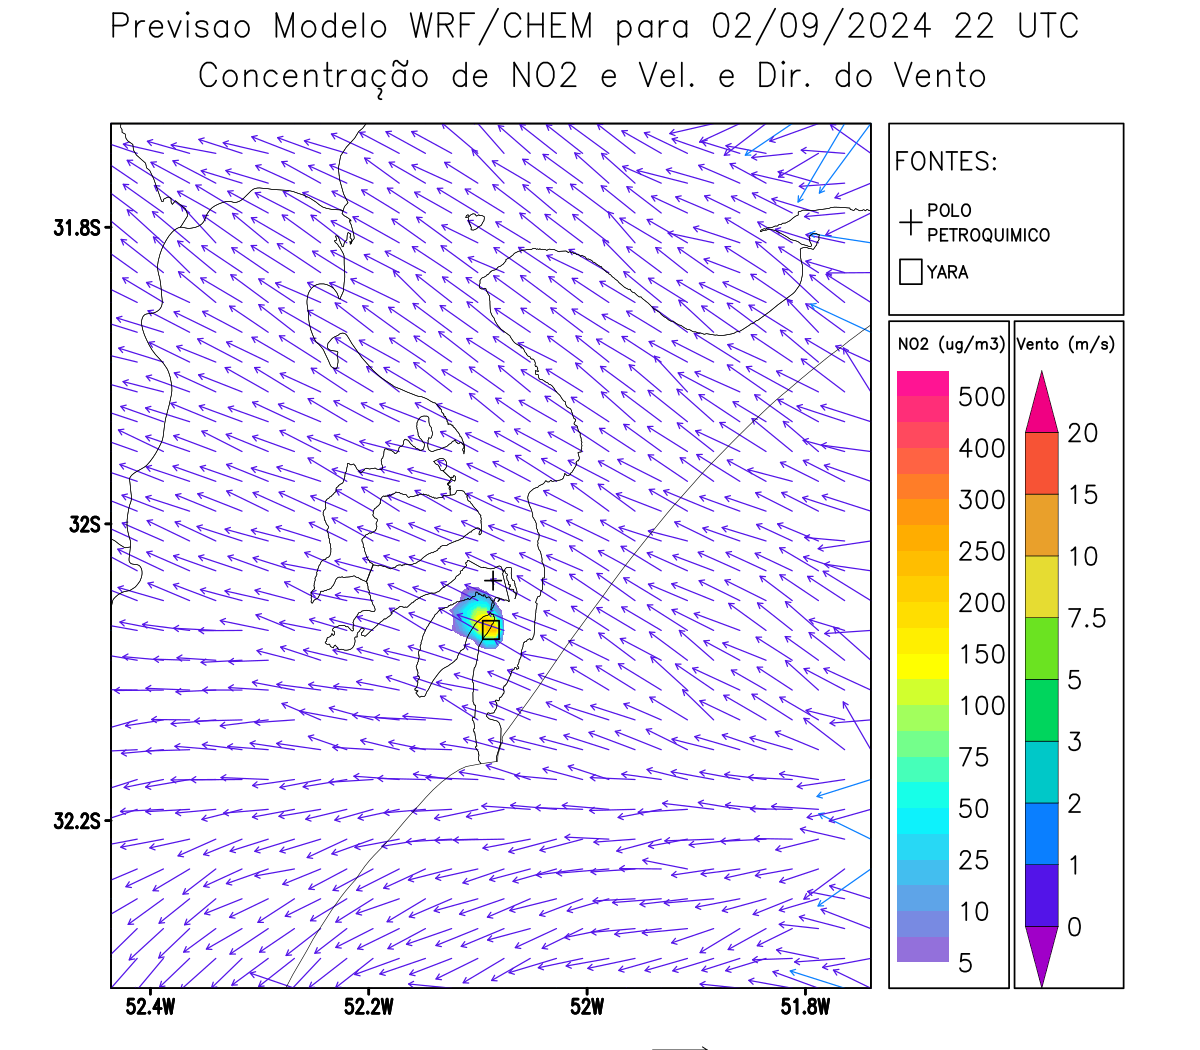 Previsao Modelo WRF/CHEM para 02/09/2024 22 UTC
Concentração de NO2 e Vel. e Dir. do Vento
FONTES:
POLO
PETROQUIMICO
YARA
31.8S
32S
32.2S
52.4W
52.2W
52W
51.8W
NO2 (ug/m3)
500
400
300
250
200
150
100
75
50
25
10
5
Vento (m/s)
20
15
10
7.5
5
3
2
1
0